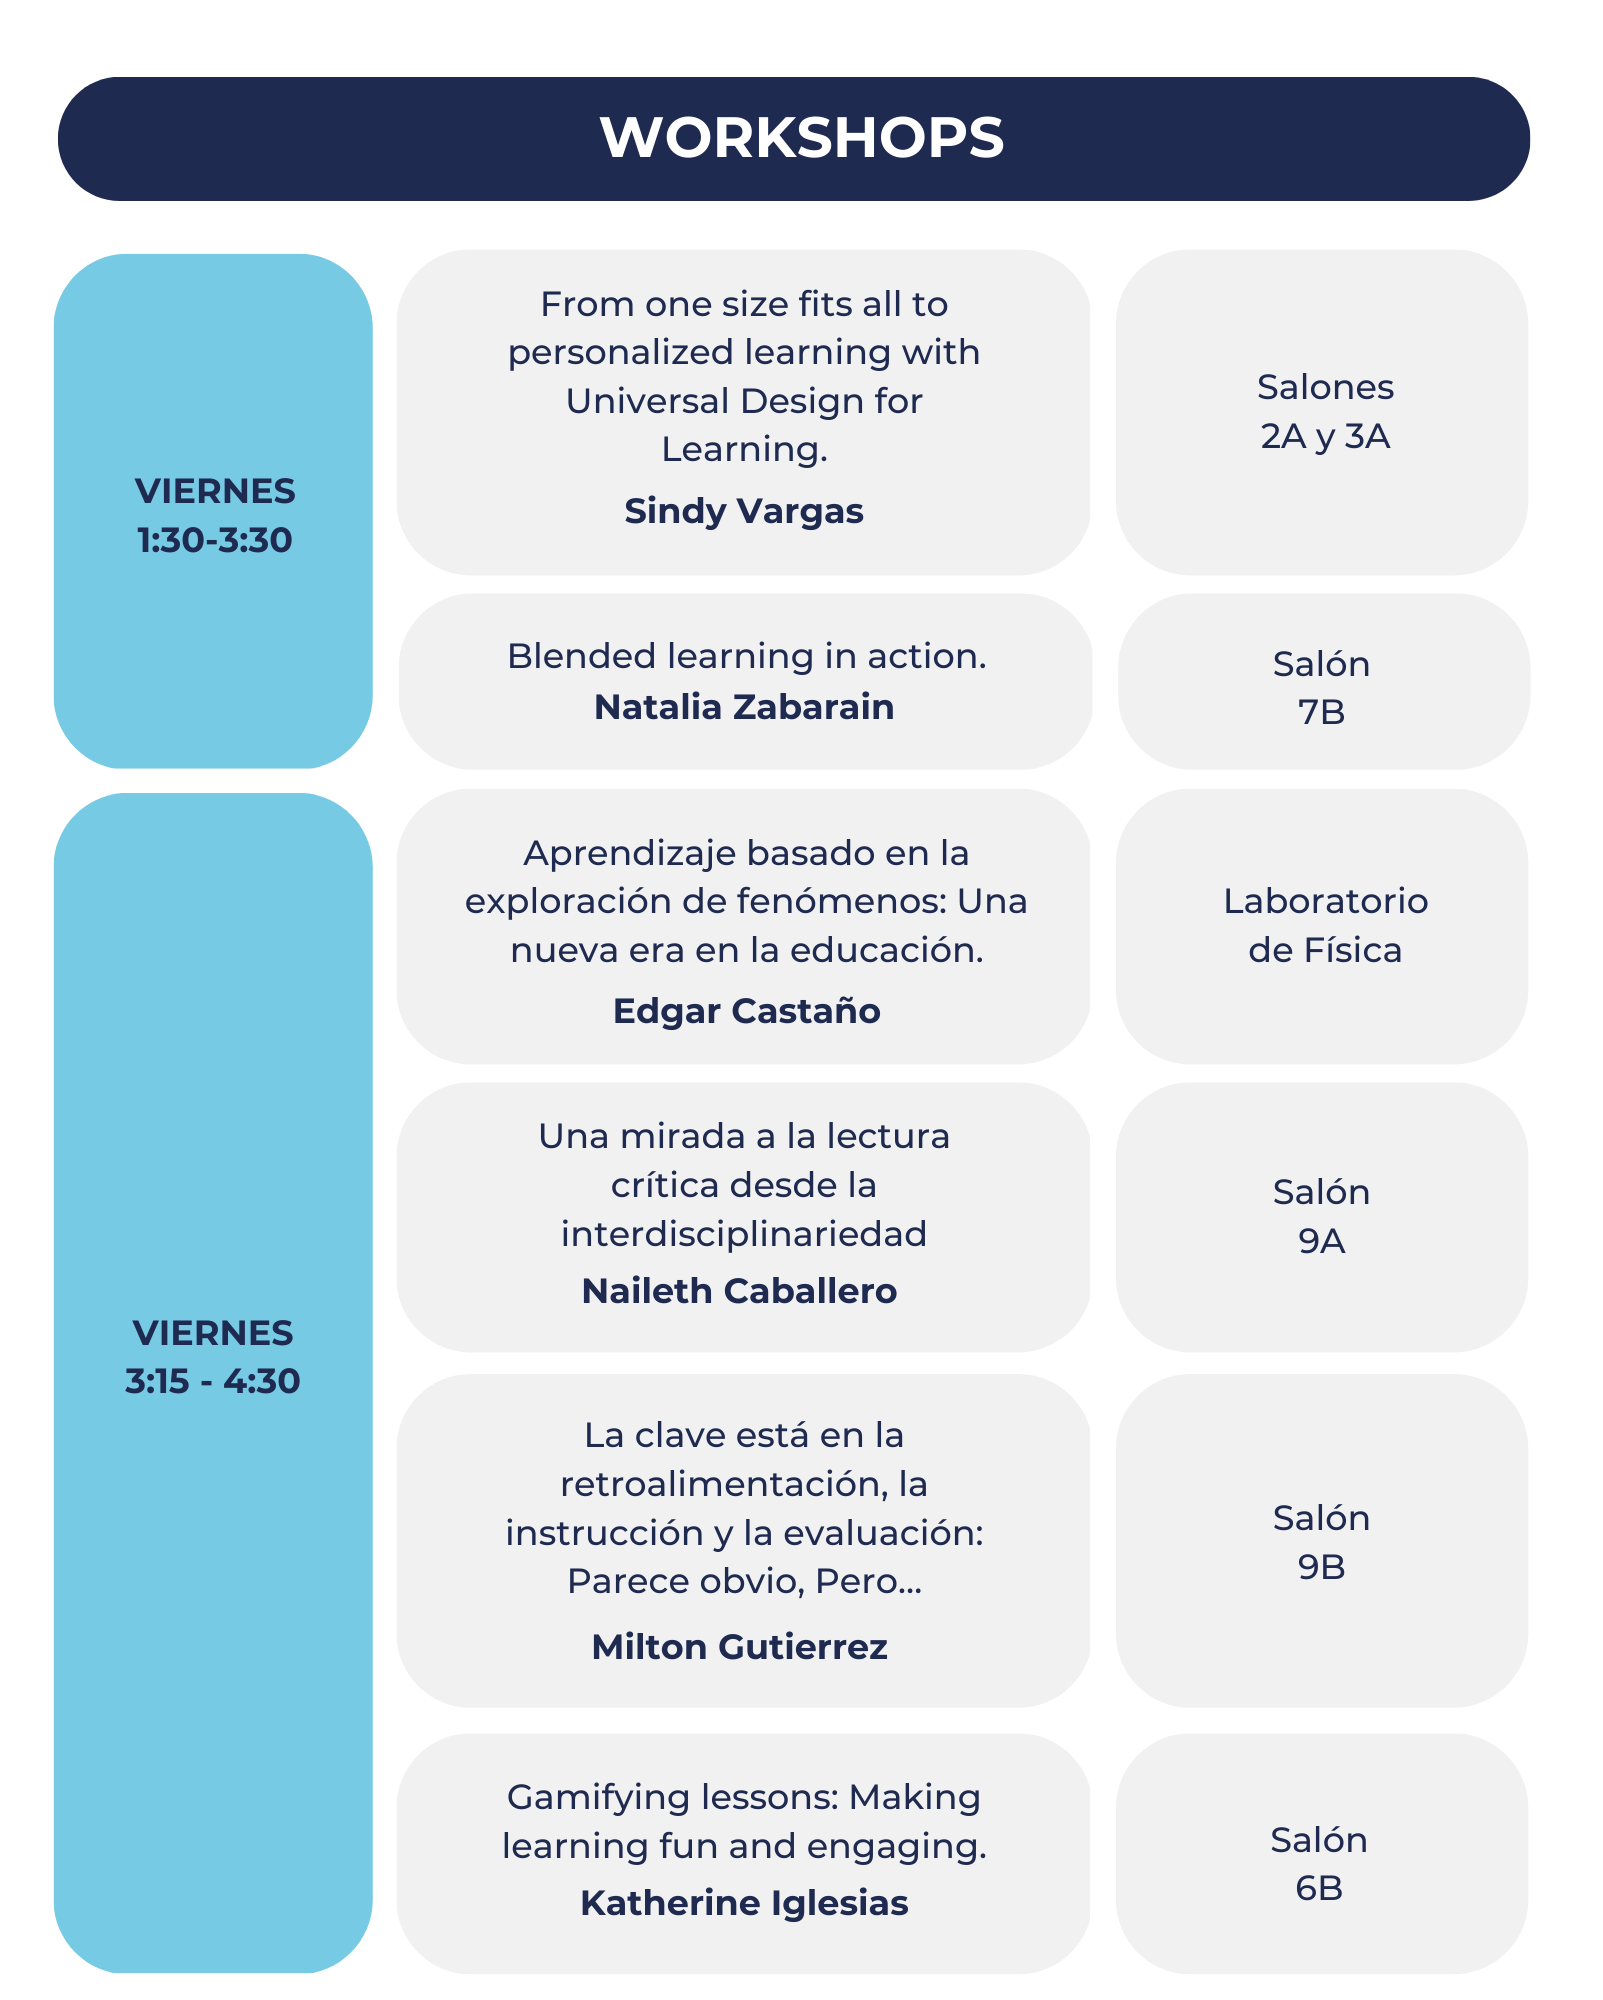 WORKSHOPS
VIERNES
1:30-3:30
From one size fits all to
personalized learning with
Universal Design for
Learning.
Sindy Vargas
Salones
2A y 3A
Blended learning in action.
Natalia Zabarain
Salón
7B
VIERNES
3:15 - 4:30
Aprendizaje basado en la
exploración de fenómenos: Una
nueva era en la educación.
Edgar Castaño
Laboratorio
de Física
Una mirada a la lectura
crítica desde la
interdisciplinariedad
Naileth Caballero
Salón
9A
La clave está en la
retroalimentación, la
instrucción y la evaluación:
Parece obvio, Pero...
Milton Gutierrez
Salón
9B
Gamifying lessons: Making
learning fun and engaging.
Katherine Iglesias
Salón
6B